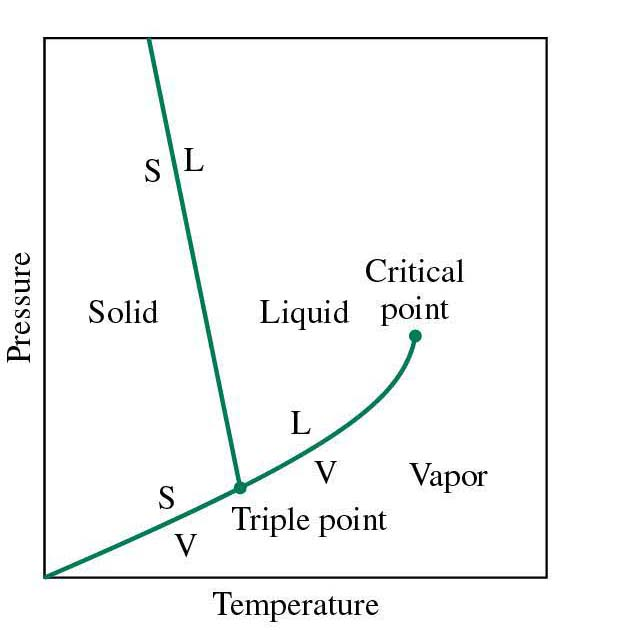 S L
Critical
point
Solid
Liquid
Pressure
L
V
Vapor
S
V
Triple point
Temperature